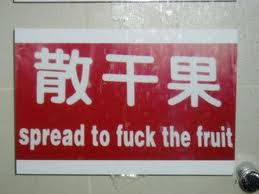 散干果
spread to fuck the fruit